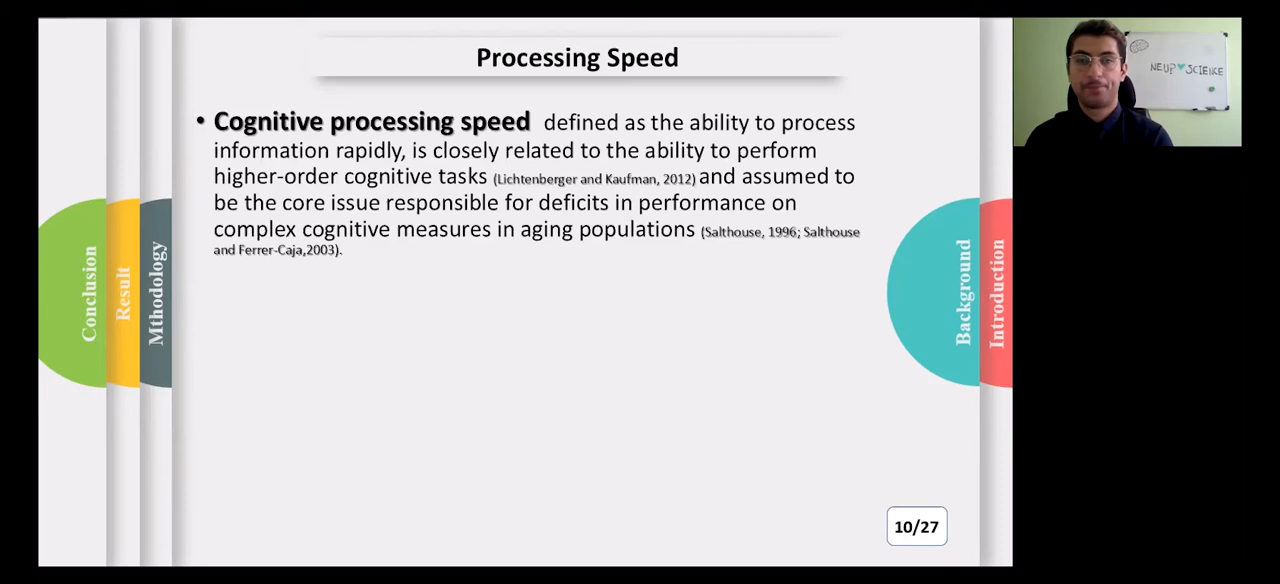 Processing Speed
• Cognitive processing speed defined as the ability to process
information rapidly, is closely related to the ability to perform
higher-order cognitive tasks (Lichtenberger and Kaufman, 2012) and assumed to
be the core issue responsible for deficits in performance on
complex cognitive measures in aging populations (Salthouse, 1996; Salthouse
and Ferrer-Caja,2003).
Conclusion
Result
Mthodology
Background
Introduction
10/27
NEUP♥SCIENCE